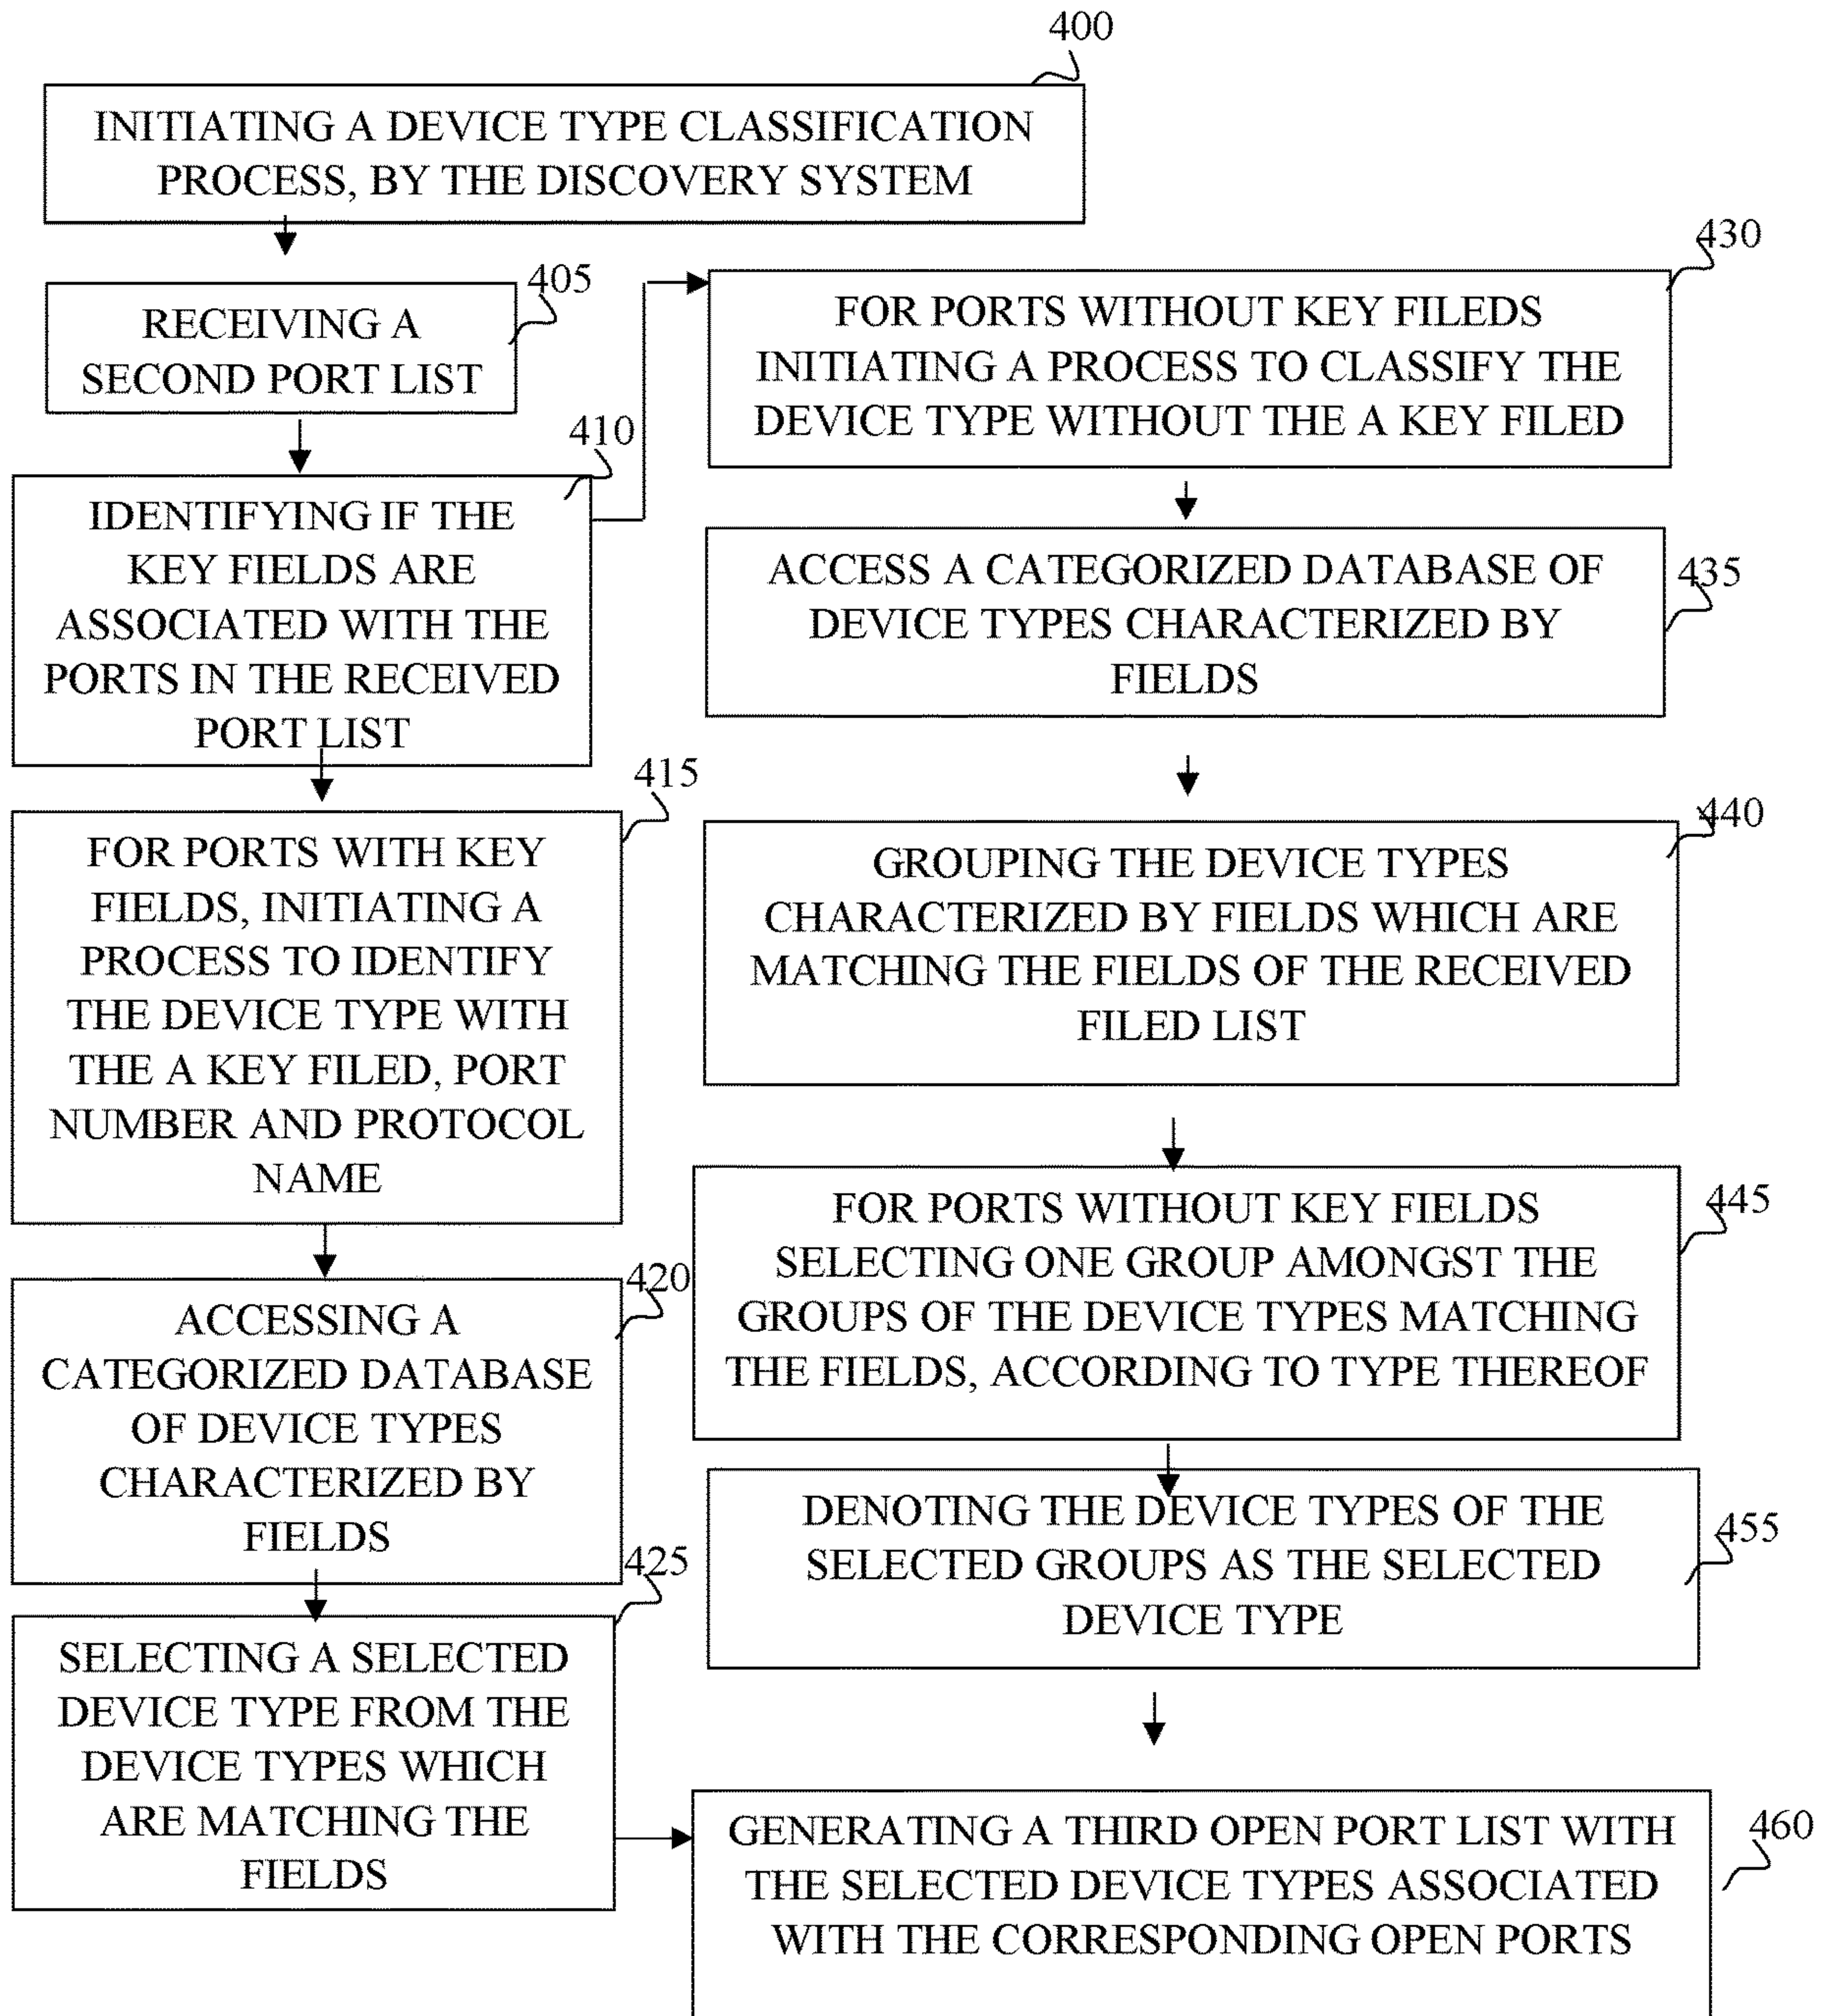 400
INITIATING A DEVICE TYPE CLASSIFICATION
PROCESS, BY THE DISCOVERY SYSTEM
405
RECEIVING A
SECOND PORT LIST
410
IDENTIFYING IF THE
KEY FIELDS ARE
ASSOCIATED WITH THE
PORTS IN THE RECEIVED
PORT LIST
415
FOR PORTS WITH KEY
FIELDS, INITIATING A
PROCESS TO IDENTIFY
THE DEVICE TYPE WITH
THE A KEY FILED, PORT
NUMBER AND PROTOCOL
NAME
420
ACCESSING A
CATEGORIZED DATABASE
OF DEVICE TYPES
CHARACTERIZED BY
FIELDS
425
SELECTING A SELECTED
DEVICE TYPE FROM THE
DEVICE TYPES WHICH
ARE MATCHING THE
FIELDS
430
FOR PORTS WITHOUT KEY FILEDS
INITIATING A PROCESS TO CLASSIFY THE
DEVICE TYPE WITHOUT THE A KEY FILED
435
ACCESS A CATEGORIZED DATABASE OF
DEVICE TYPES CHARACTERIZED BY
FIELDS
440
GROUPING THE DEVICE TYPES
CHARACTERIZED BY FIELDS WHICH ARE
MATCHING THE FIELDS OF THE RECEIVED
FILED LIST
445
FOR PORTS WITHOUT KEY FIELDS
SELECTING ONE GROUP AMONGST THE
GROUPS OF THE DEVICE TYPES MATCHING
THE FIELDS, ACCORDING TO TYPE THEREOF
455
DENOTING THE DEVICE TYPES OF THE
SELECTED GROUPS AS THE SELECTED
DEVICE TYPE
460
GENERATING A THIRD OPEN PORT LIST WITH
THE SELECTED DEVICE TYPES ASSOCIATED
WITH THE CORRESPONDING OPEN PORTS